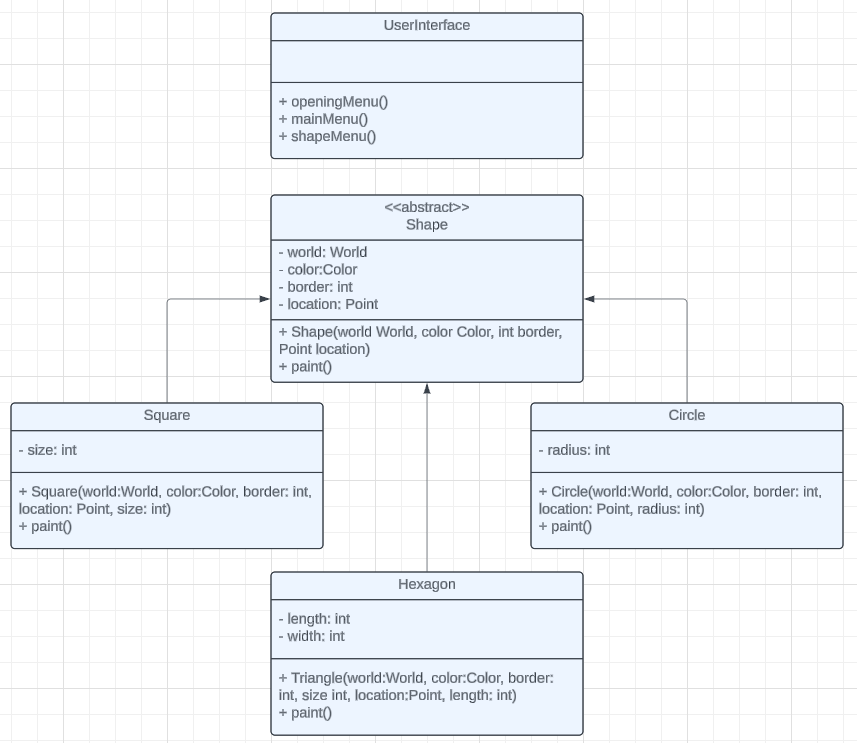 UserInterface
+ openingMenu()
+ mainMenu()
+ shapeMenu()
<<abstract>>
Shape
- world: World
- color:Color
- border: int
- location: Point
+ Shape(world World, color Color, int border,
Point location)
+ paint()
Square
- size: int
+ Square(world:World, color:Color, border: int,
location: Point, size: int)
+ paint()
Circle
- radius: int
+ Circle(world:World, color:Color, border: int,
location: Point, radius: int)
+ paint()
Hexagon
- length: int
- width: int
+ Triangle(world:World, color:Color, border:
int, size int, location:Point, length: int)
+ paint()